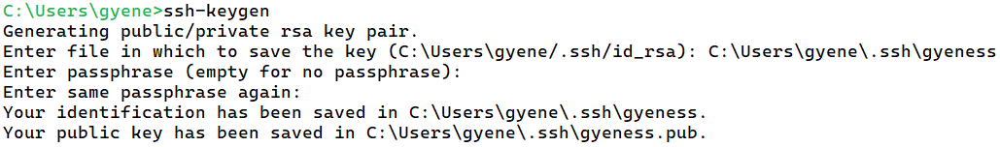 C:\Users\gyene>ssh-keygen
Generating public/private rsa key pair.
Enter file in which to save the key (C:\Users\gyene/.ssh/id_rsa): C:\Users\gyene\.ssh\gyeness
Enter passphrase (empty for no passphrase):
Enter same passphrase again:
Your identification has been saved in C:\Users\gyene\.ssh\gyeness.
Your public key has been saved in C:\Users\gyene\.ssh\gyeness.pub.